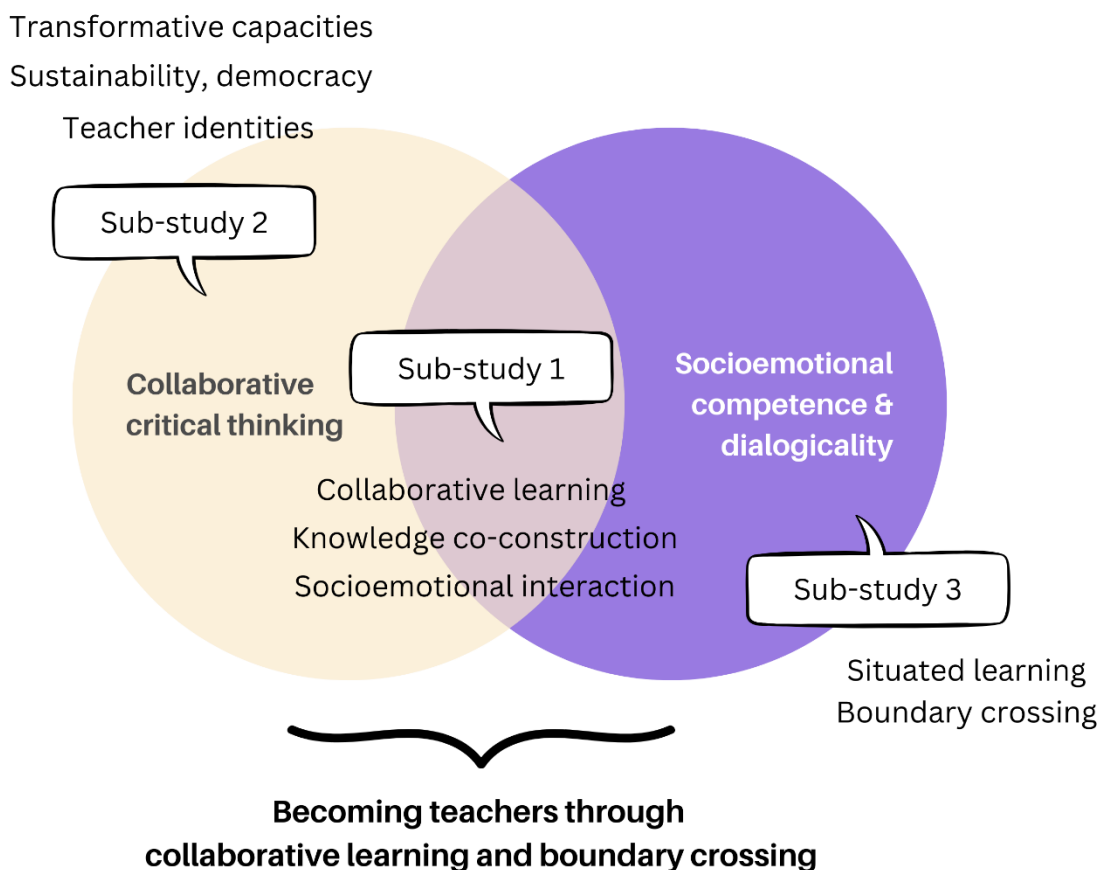 Transformative capacities
Sustainability, democracy
Teacher identities
Sub-study 2
Collaborative
critical thinking
Sub-study 1
Collaborative learning
Knowledge co-construction
Socioemotional interaction
Socioemotional
competence &
dialogicality
Sub-study 3
Situated learning
Boundary crossing
Becoming teachers through
collaborative learning and boundary crossing